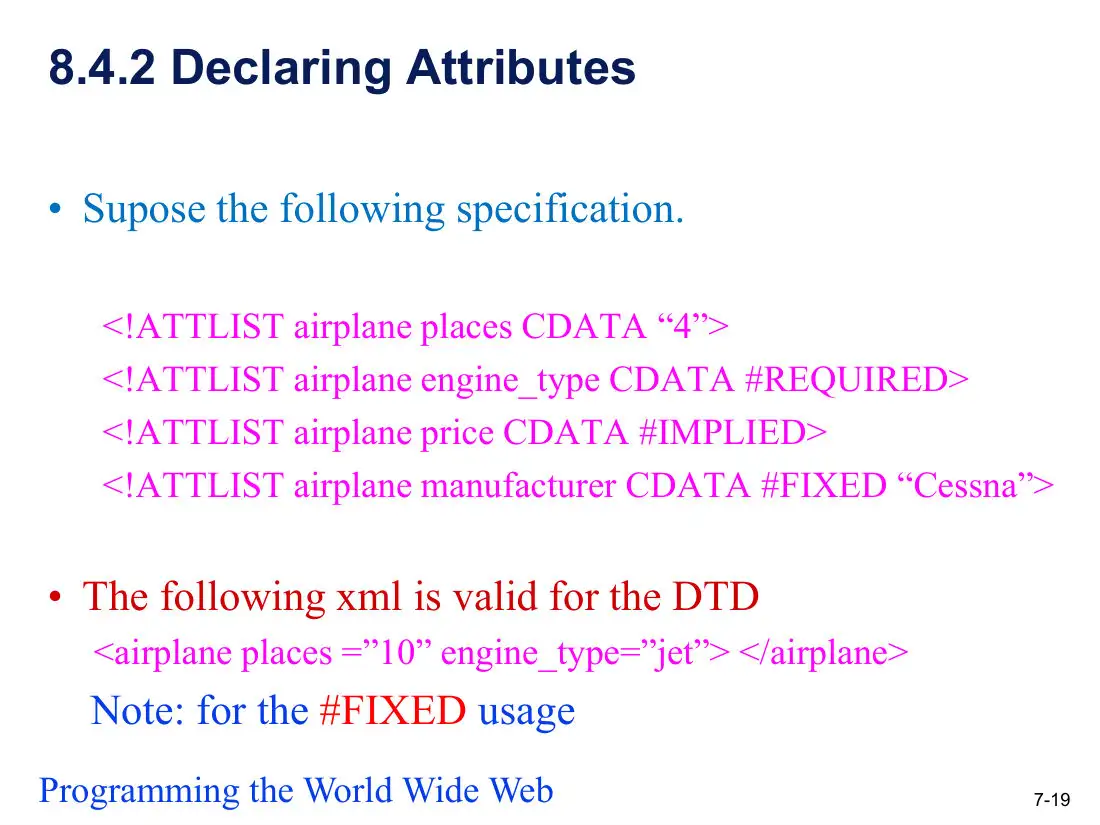 8.4.2 Declaring Attributes
• Supose the following specification.
<!ATTLIST airplane places CDATA “4”>
<!ATTLIST airplane engine_type CDATA #REQUIRED>
<!ATTLIST airplane price CDATA #IMPLIED>
<!ATTLIST airplane manufacturer CDATA #FIXED “Cessna”>
• The following xml is valid for the DTD
<airplane places =”10” engine_type=”jet”> </airplane>
Note: for the #FIXED usage
Programming the World Wide Web
7-19